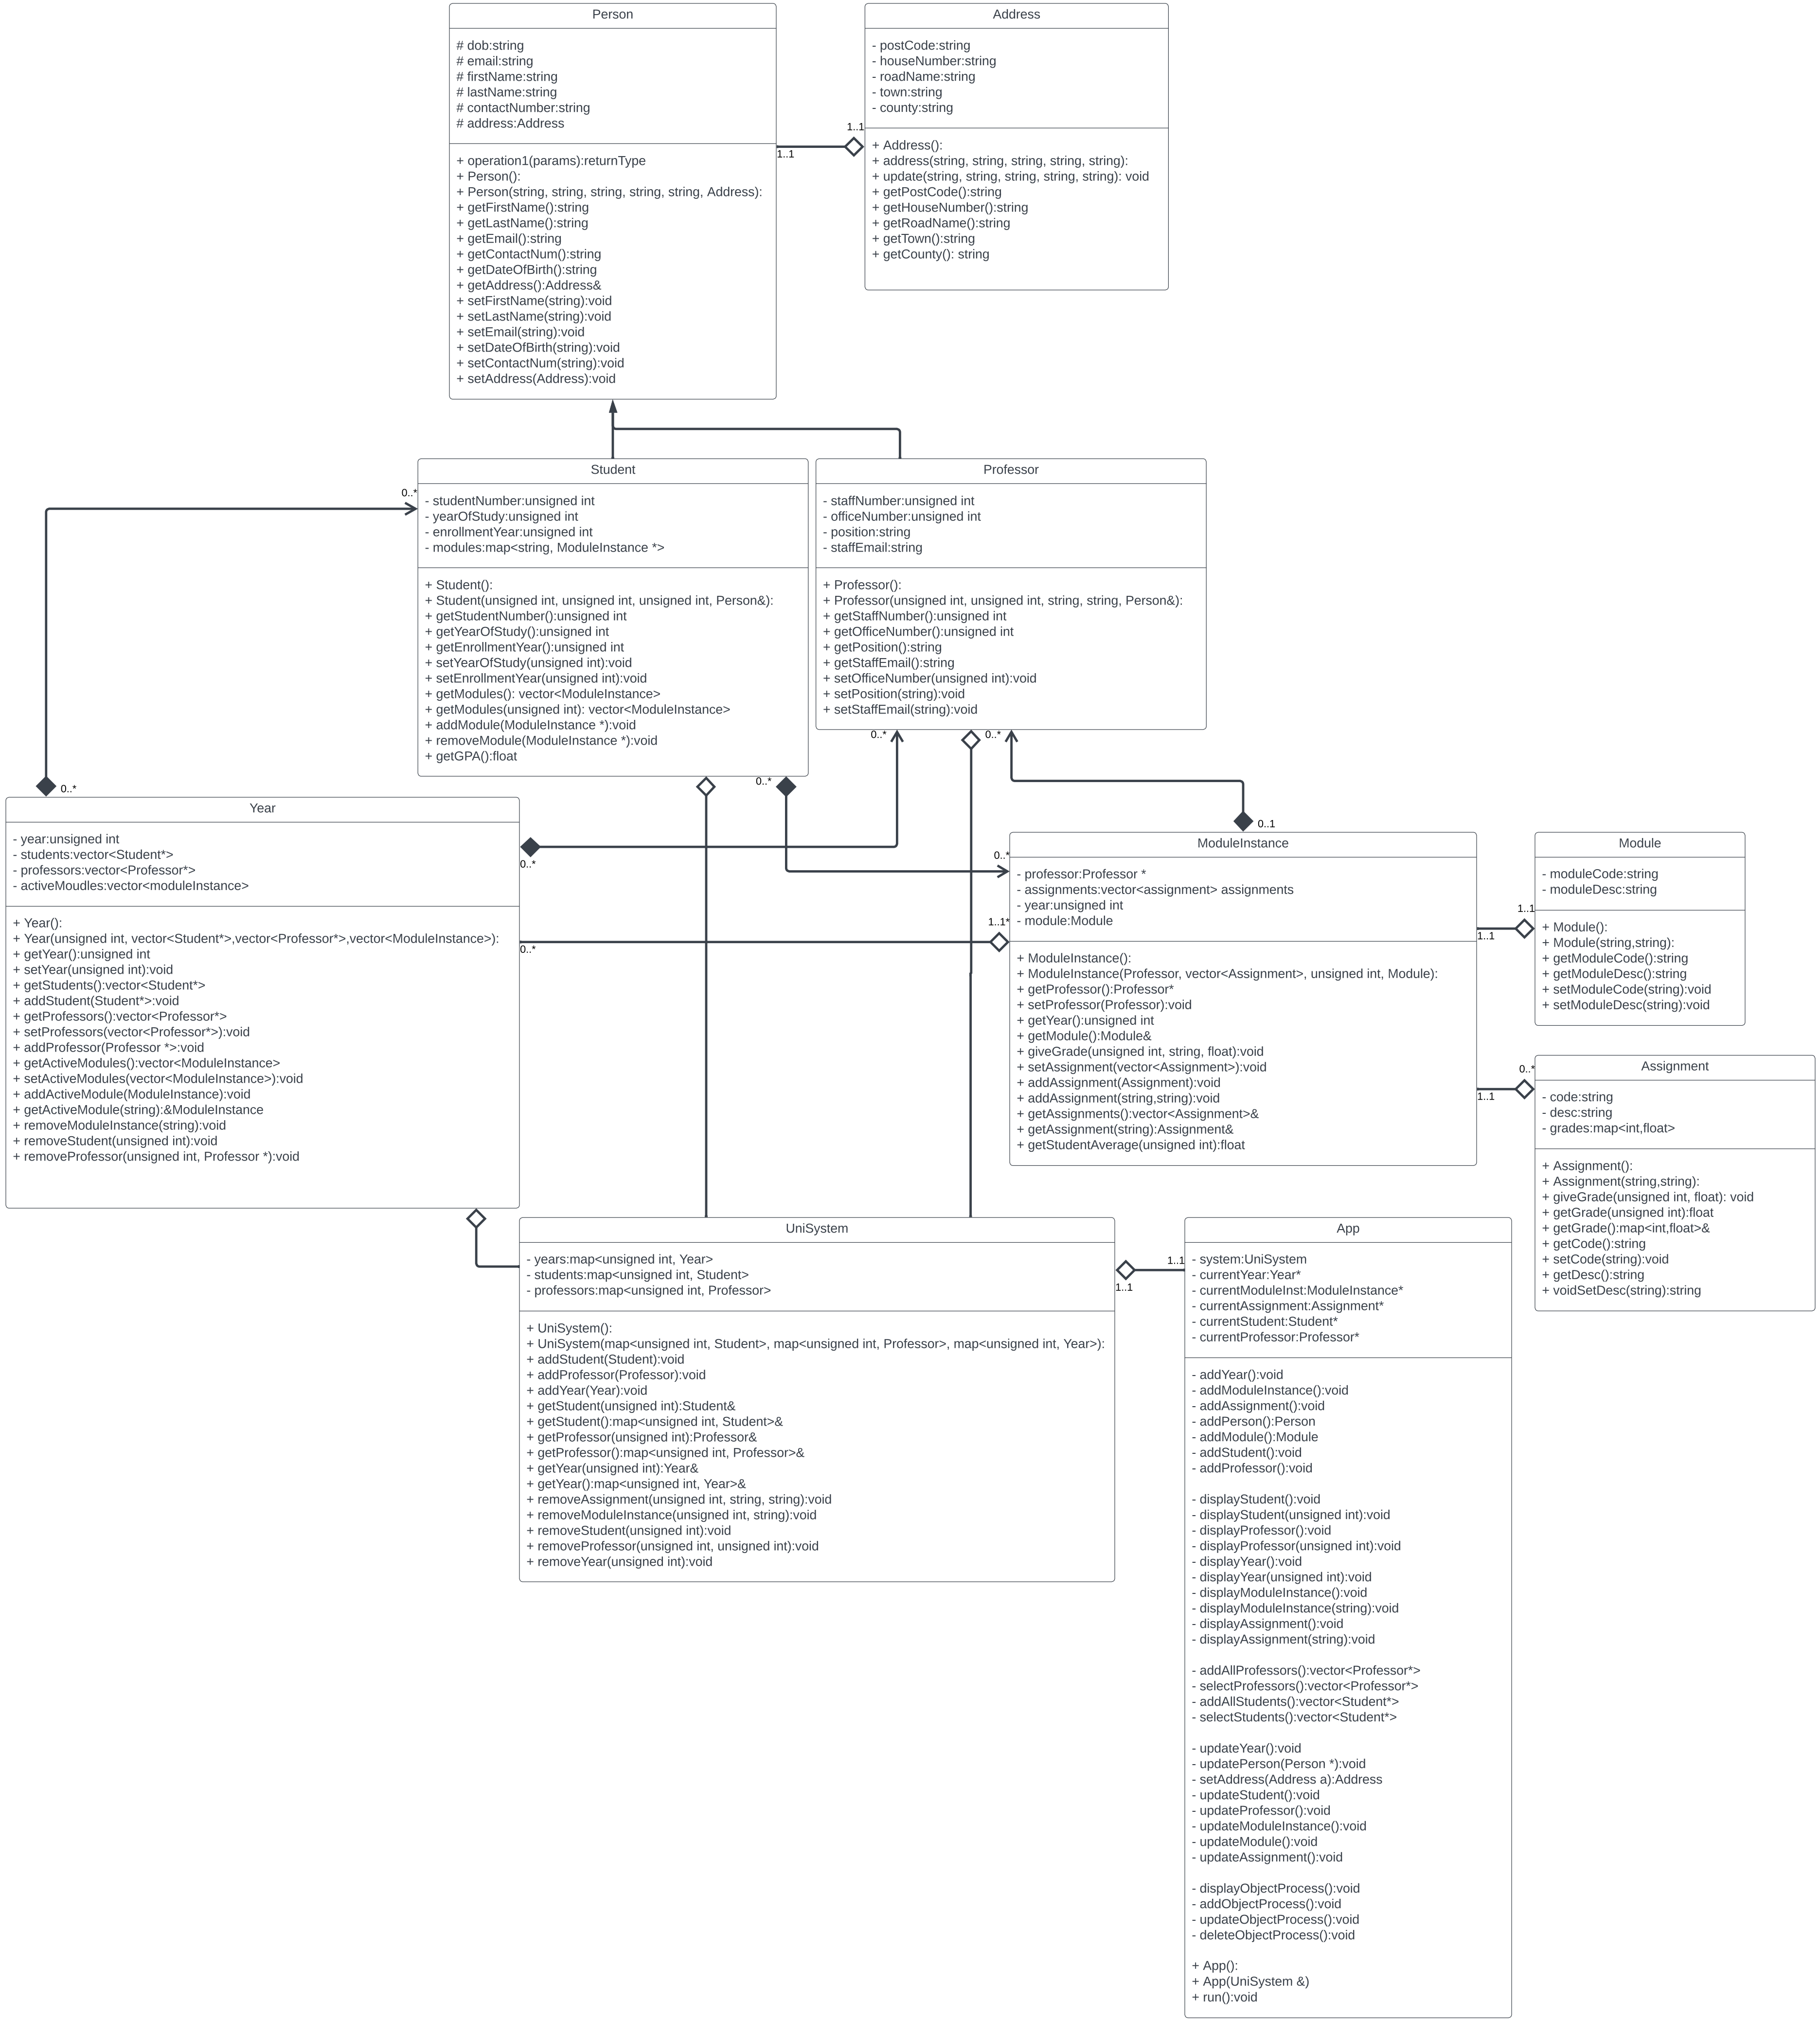 Person
# dob:string
# email:string
# firstName:string
# lastName:string
# contactNumber:string
# address:Address
+ operation1(params):returnType
+ Person():
+ Person(string, string, string, string, string, Address):
+ getFirstName():string
+ getLastName():string
+ getEmail():string
+ getContactNum():string
+ getDateOfBirth():string
+ getAddress():Address&
+ setFirstName(string):void
+ setLastName(string):void
+ setEmail(string):void
+ setDateOfBirth(string):void
+ setContactNum(string):void
+ setAddress(Address):void
1..1
1..1
Address
- postCode:string
- houseNumber:string
- roadName:string
- town:string
- county:string
+ Address():
+ address(string, string, string, string, string):
+ update(string, string, string, string, string): void
+ getPostCode():string
+ getHouseNumber():string
+ getRoadName():string
+ getTown():string
+ getCounty(): string
0..*
Student
- studentNumber:unsigned int
- yearOfStudy:unsigned int
- enrollmentYear:unsigned int
- modules:map<string, ModuleInstance *>
+ Student():
+ Student(unsigned int, unsigned int, unsigned int, Person&):
+ getStudentNumber():unsigned int
+ getYearOfStudy():unsigned int
+ getEnrollmentYear():unsigned int
+ setYearOfStudy(unsigned int):void
+ setEnrollmentYear(unsigned int):void
+ getModules(): vector<ModuleInstance>
+ getModules(unsigned int): vector<ModuleInstance>
+ addModule(ModuleInstance *):void
+ removeModule(ModuleInstance *):void
+ getGPA():float
Professor
- staffNumber:unsigned int
- officeNumber:unsigned int
- position:string
- staffEmail:string
+ Professor():
+ Professor(unsigned int, unsigned int, string, string, Person&):
+ getStaffNumber():unsigned int
+ getOfficeNumber():unsigned int
+ getPosition():string
+ getStaffEmail():string
+ setOfficeNumber(unsigned int):void
+ setPosition(string):void
+ setStaffEmail(string):void
0..*
0..*
0..*
0..*
0..1
Year
- year:unsigned int
- students:vector<Student*>
- professors:vector<Professor*>
- activeMoudles:vector<moduleInstance>
+ Year():
+ Year(unsigned int, vector<Student*>,vector<Professor*>,vector<ModuleInstance>):
+ getYear():unsigned int
+ setYear(unsigned int):void
+ getStudents():vector<Student*>
+ addStudent(Student*>:void
+ getProfessors():vector<Professor*>
+ setProfessors(vector<Professor*>):void
+ addProfessor(Professor *>:void
+ getActiveModules():vector<ModuleInstance>
+ setActiveModules(vector<ModuleInstance>):void
+ addActiveModule(ModuleInstance):void
+ getActiveModule(string):&ModuleInstance
+ removeModuleInstance(string):void
+ removeStudent(unsigned int):void
+ removeProfessor(unsigned int, Professor *):void
0..*
0..*
0..*
1..1*
ModuleInstance
- professor:Professor *
- assignments:vector<assignment> assignments
- year:unsigned int
- module:Module
+ ModuleInstance():
+ ModuleInstance(Professor, vector<Assignment>, unsigned int, Module):
+ getProfessor():Professor*
+ setProfessor(Professor):void
+ getYear():unsigned int
+ getModule():Module&
+ giveGrade(unsigned int, string, float):void
+ setAssignment(vector<Assignment>):void
+ addAssignment(Assignment):void
+ addAssignment(string,string):void
+ getAssignments():vector<Assignment>&
+ getAssignment(string):Assignment&
+ getStudentAverage(unsigned int):float
1..1
1..1
Module
- moduleCode:string
- moduleDesc:string
+ Module():
+ Module(string,string):
+ getModuleCode():string
+ getModuleDesc():string
+ setModuleCode(string):void
+ setModuleDesc(string):void
0..*
1..1
Assignment
- code:string
- desc:string
- grades:map<int,float>
+ Assignment():
+ Assignment(string,string):
+ giveGrade(unsigned int, float): void
+ getGrade(unsigned int):float
+ getGrade():map<int,float>&
+ getCode():string
+ setCode(string):void
+ getDesc():string
+ voidSetDesc(string):string
UniSystem
- years:map<unsigned int, Year>
- students:map<unsigned int, Student>
- professors:map<unsigned int, Professor>
+ UniSystem():
+ UniSystem(map<unsigned int, Student>, map<unsigned int, Professor>, map<unsigned int, Year>):
+ addStudent(Student):void
+ addProfessor(Professor):void
+ addYear(Year):void
+ getStudent(unsigned int):Student&
+ getStudent():map<unsigned int, Student>&
+ getProfessor(unsigned int):Professor&
+ getProfessor():map<unsigned int, Professor>&
+ getYear(unsigned int):Year&
+ getYear():map<unsigned int, Year>&
+ removeAssignment(unsigned int, string, string):void
+ removeModuleInstance(unsigned int, string):void
+ removeStudent(unsigned int):void
+ removeProfessor(unsigned int, unsigned int):void
+ removeYear(unsigned int):void
1..1
1..1
App
- system:UniSystem
- currentYear:Year*
- currentModuleInst:ModuleInstance*
- currentAssignment:Assignment*
- currentStudent:Student*
- currentProfessor:Professor*
- addYear():void
- addModuleInstance():void
- addAssignment():void
- addPerson():Person
- addModule():Module
- addStudent():void
- addProfessor():void
- displayStudent():void
- displayStudent(unsigned int):void
- displayProfessor():void
- displayProfessor(unsigned int):void
- displayYear():void
- displayYear(unsigned int):void
- displayModuleInstance():void
- displayModuleInstance(string):void
- displayAssignment():void
- displayAssignment(string):void
- addAllProfessors():vector<Professor*>
- selectProfessors():vector<Professor*>
- addAllStudents():vector<Student*>
- selectStudents():vector<Student*>
- updateYear():void
- updatePerson(Person *):void
- setAddress(Address a):Address
- updateStudent():void
- updateProfessor():void
- updateModuleInstance():void
- updateModule():void
- updateAssignment():void
- displayObjectProcess():void
- addObjectProcess():void
- updateObjectProcess():void
- deleteObjectProcess():void
+ App():
+ App(UniSystem &)
+ run():void